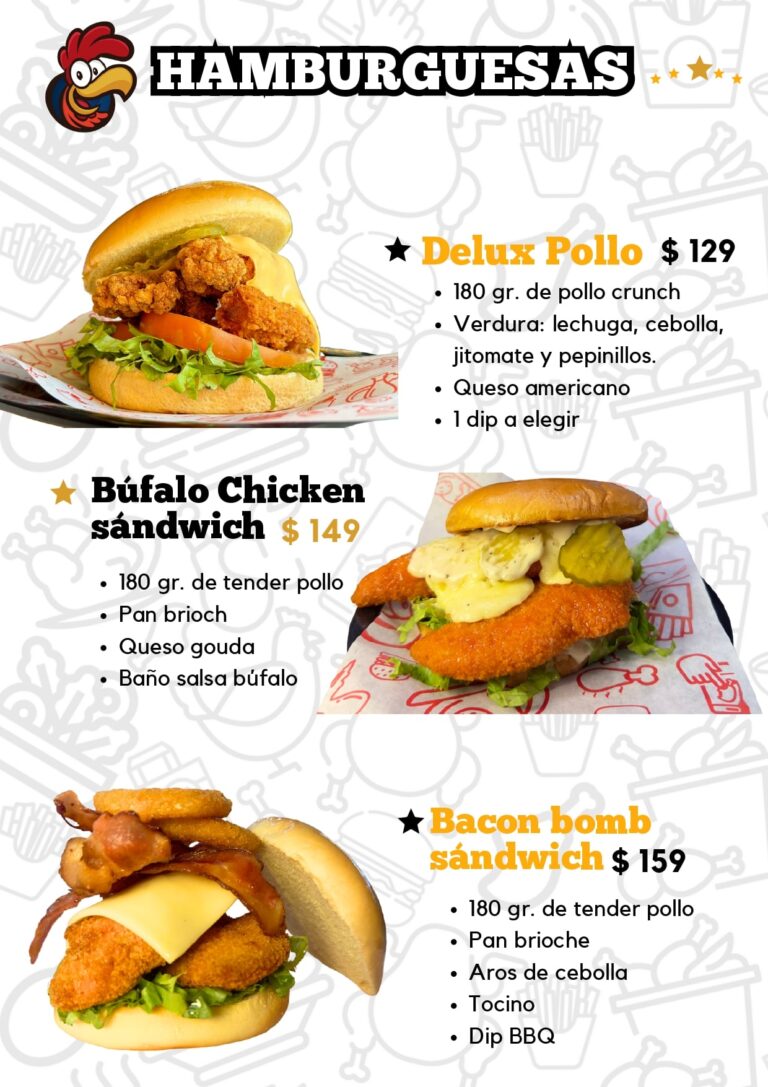 HAMBURGUESAS
Delux Pollo $ 129
• 180 gr. de pollo crunch
• Verdura: lechuga, cebolla,
jitomate y pepinillos.
• Queso americano
• 1 dip a elegir
Búfalo Chicken
sándwich $ 149
• 180 gr. de tender pollo
• Pan brioch
• Queso gouda
• Baño salsa búfalo
Bacon bomb
sándwich $ 159
• 180 gr. de tender pollo
• Pan brioche
• Aros de cebolla
• Tocino
• Dip BBQ